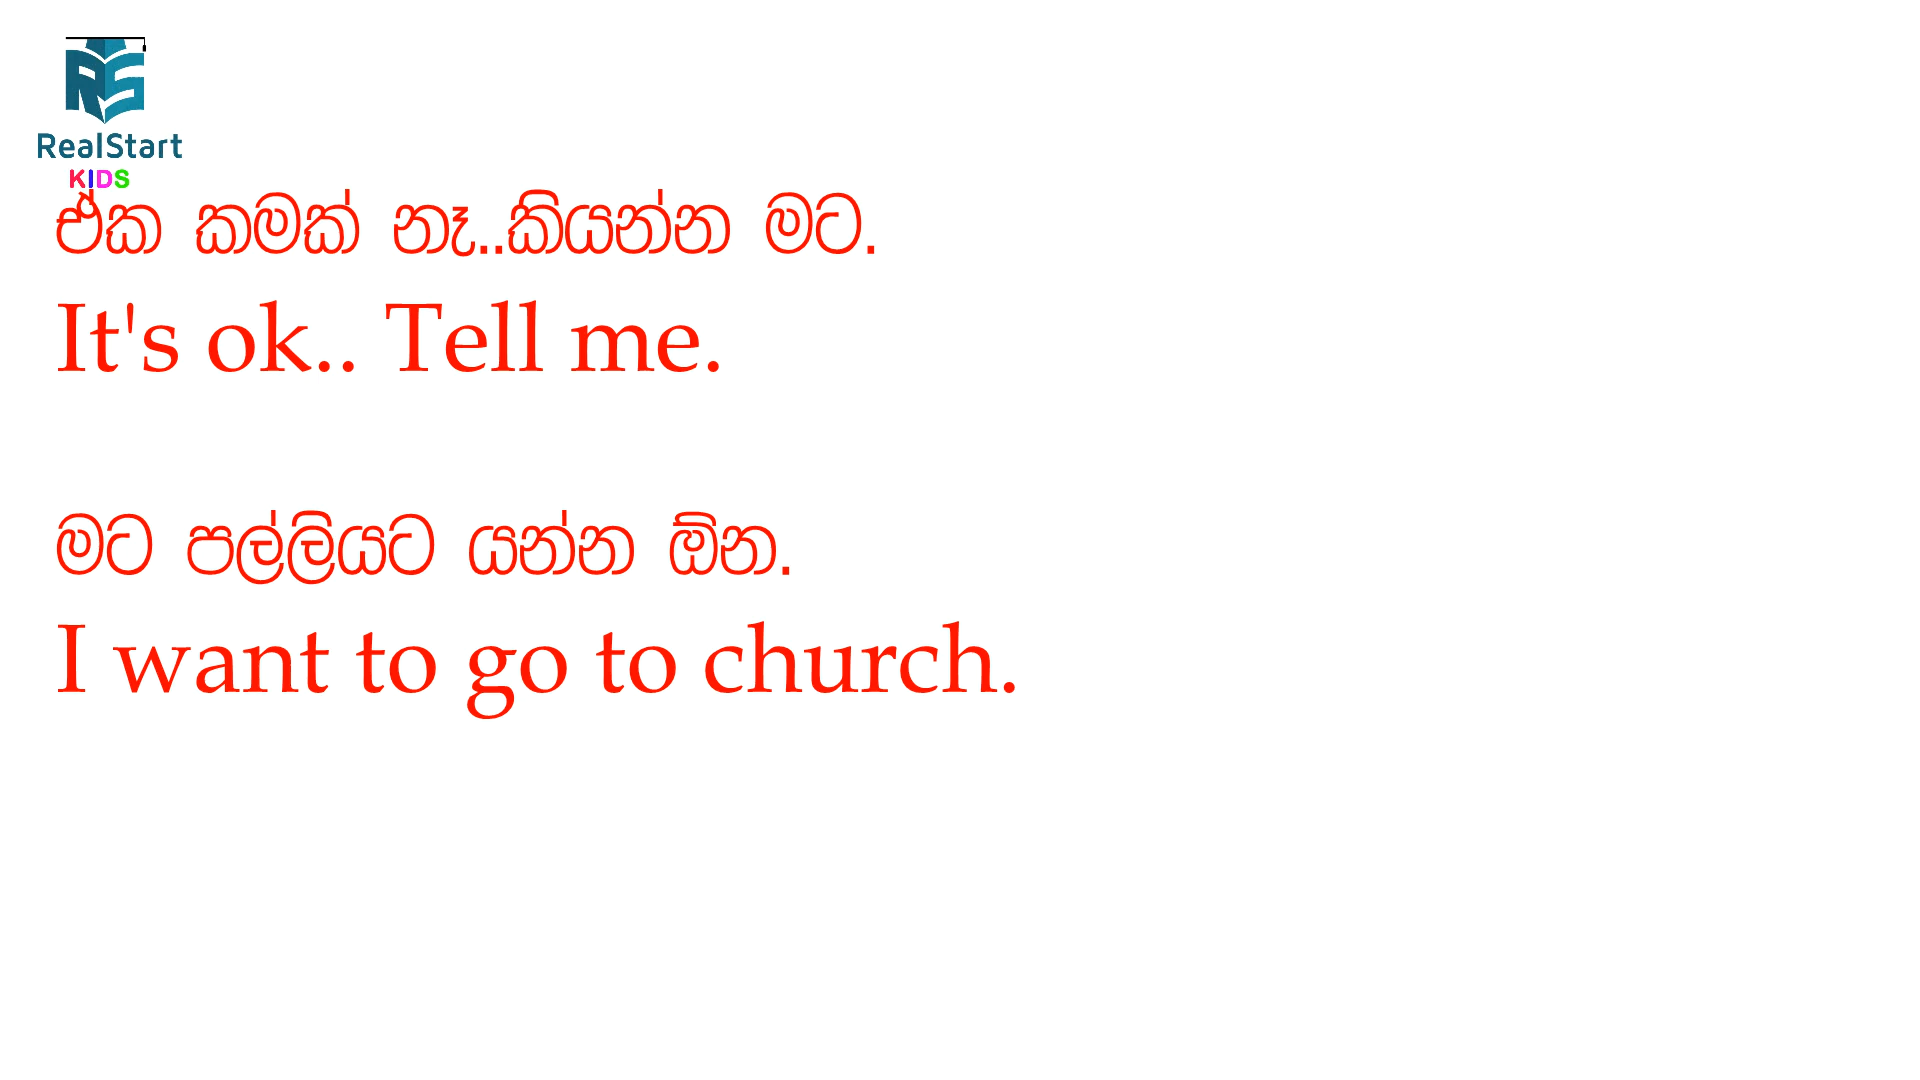 RealStart
KIDS
ඒක කමක් නෑ..කියන්න මට.
It's ok.. Tell me.
මට පල්ලියට යන්න ඕන.
I want to go to church.